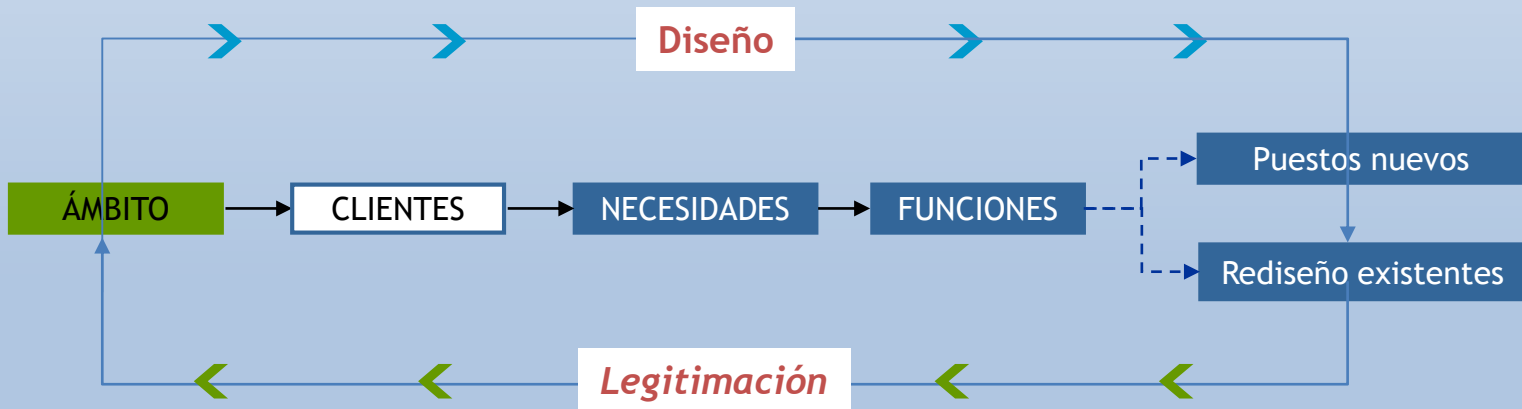 Diseño
Puestos nuevos
ÁMBITO
CLIENTES
NECESIDADES
FUNCIONES
Rediseño existentes
Legitimación